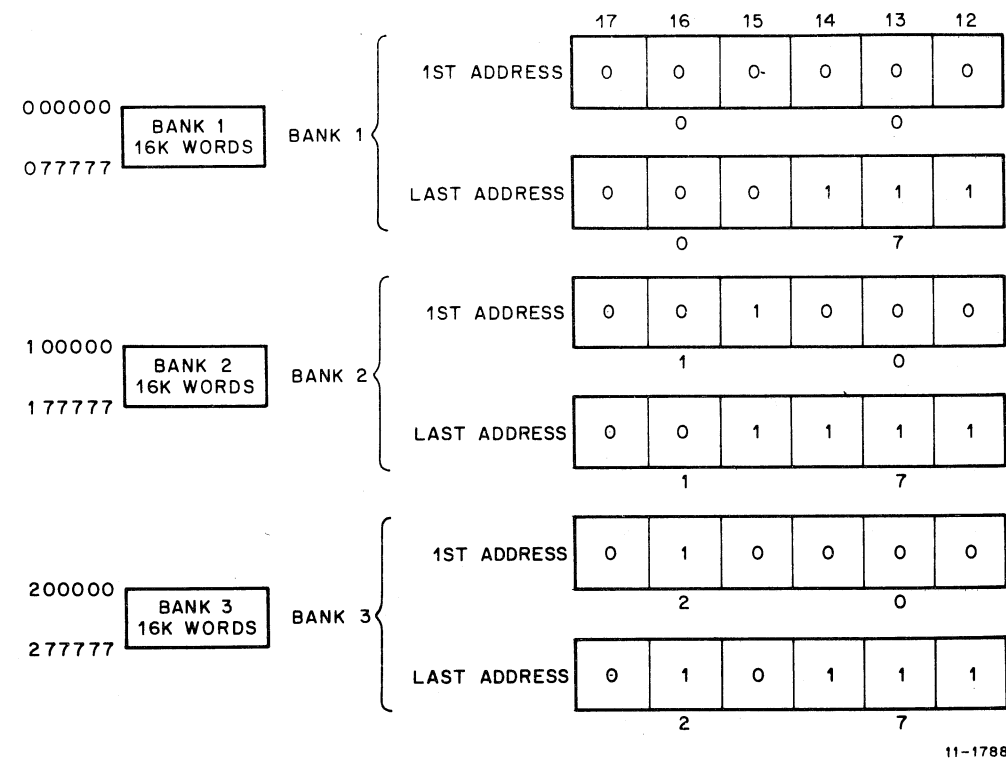 17 16 15 14 13 12
1ST ADDRESS 0 0 0 0 0 0
0 0
000000
BANK 1
16K WORDS
077777
BANK 1
LAST ADDRESS 0 0 0 1 1 1
0 7
1ST ADDRESS 0 0 1 0 0 0
1 0
100000
BANK 2
16K WORDS
177777
BANK 2
LAST ADDRESS 0 0 1 1 1 1
1 7
1ST ADDRESS 0 1 0 0 0 0
2 0
200000
BANK 3
16K WORDS
277777
BANK 3
LAST ADDRESS 0 1 0 1 1 1
2 7
11-1788